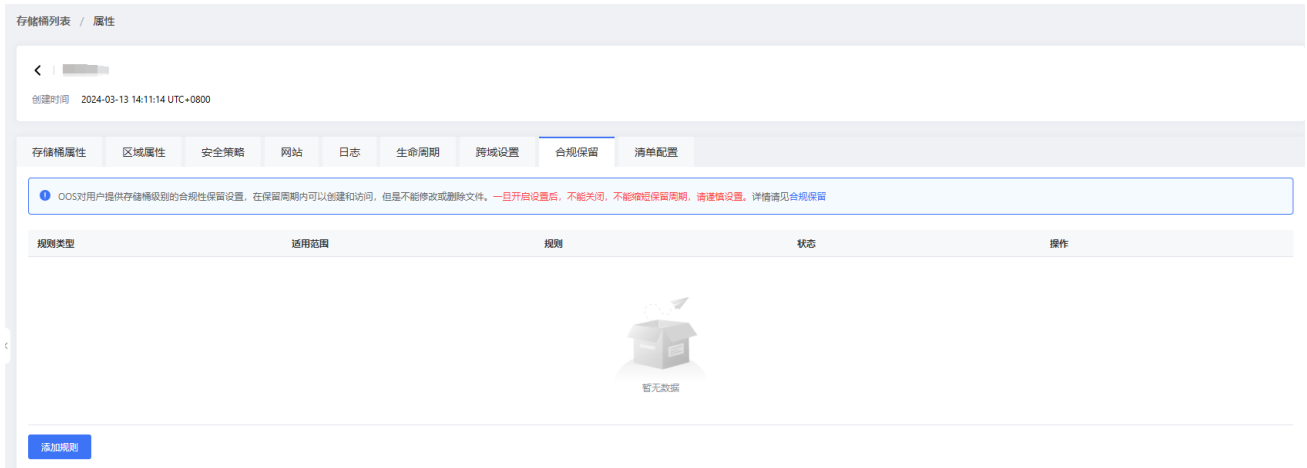 存储桶列表 / 属性
创建时间 2024-03-13 14:11:14 UTC+0800
存储桶属性 区域属性 安全策略 网站 日志 生命周期 跨域设置 合规保留 清单配置
OOS对用户提供存储桶级别的合规性保留设置，在保留周期内可以创建和访问，但是不能修改或删除文件。一旦开启设置后，不能关闭，不能缩短保留周期，请谨慎设置。详情请见合规保留
规则类型 适用范围 规则 状态 操作
暂无数据
添加规则